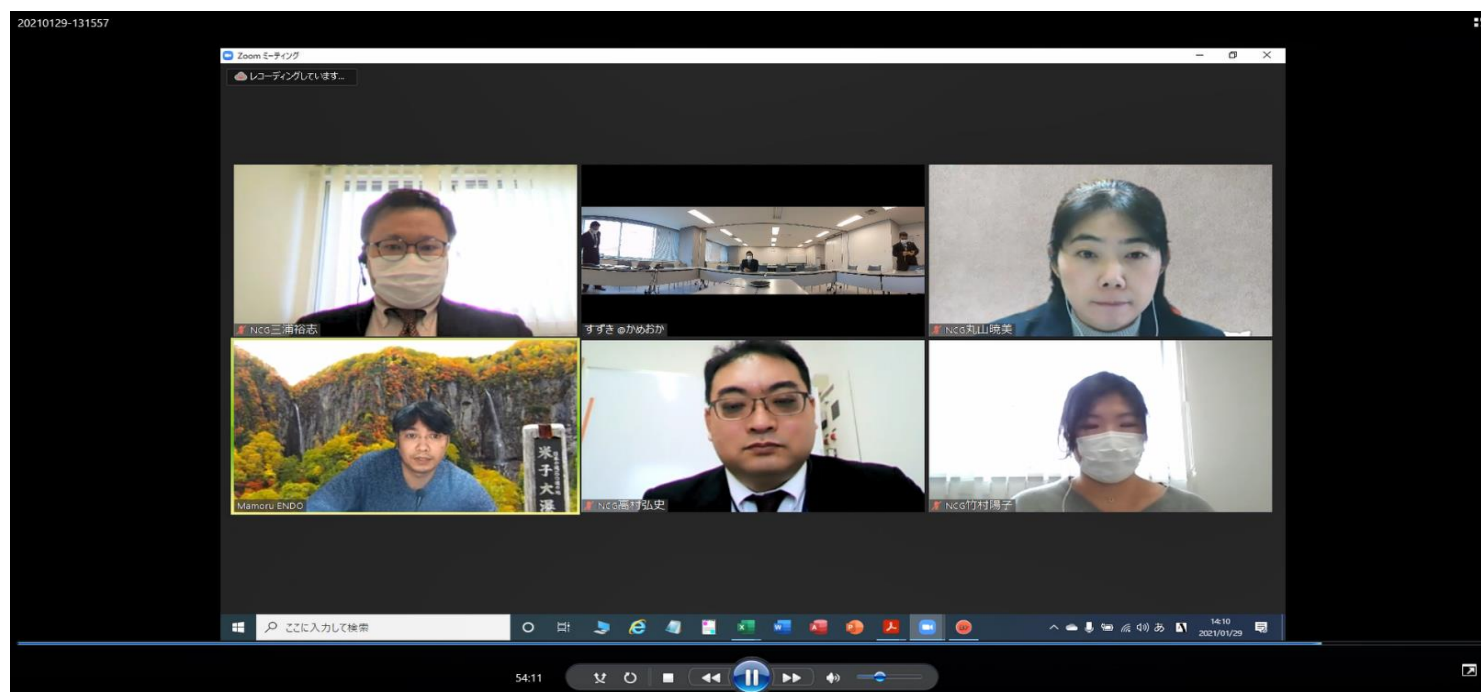 20210129-131557
Zoom ミーティング
レコーディングしています...
NCG三浦裕志
すずき@かめおか
NCG丸山暁美
Mamoru ENDO
米子大瀑
NCG高村弘史
NCG竹村陽子
ここに入力して検索
あ
14:10
2021/01/29
54:11